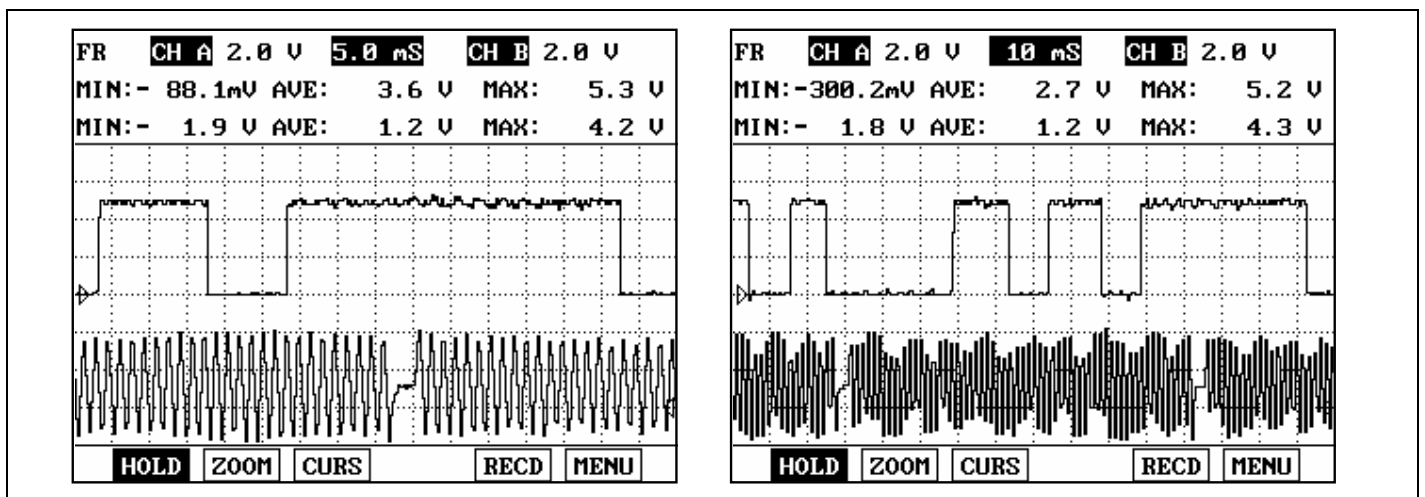 FR CH A 2.0 V 5.0 mS CH B 2.0 V
MIN:- 88.1mV AVE: 3.6 V MAX: 5.3 V
MIN:- 1.9 V AVE: 1.2 V MAX: 4.2 V
HOLD ZOOM CURS RECD MENU
FR CH A 2.0 V 10 mS CH B 2.0 V
MIN:-300.2mV AVE: 2.7 V MAX: 5.2 V
MIN:- 1.8 V AVE: 1.2 V MAX: 4.3 V
HOLD ZOOM CURS RECD MENU